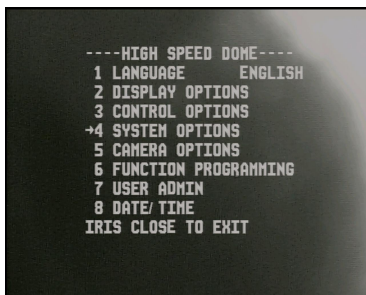 ----HIGH SPEED DOME----
1 LANGUAGE ENGLISH
2 DISPLAY OPTIONS
3 CONTROL OPTIONS
→4 SYSTEM OPTIONS
5 CAMERA OPTIONS
6 FUNCTION PROGRAMMING
7 USER ADMIN
8 DATE/TIME
IRIS CLOSE TO EXIT